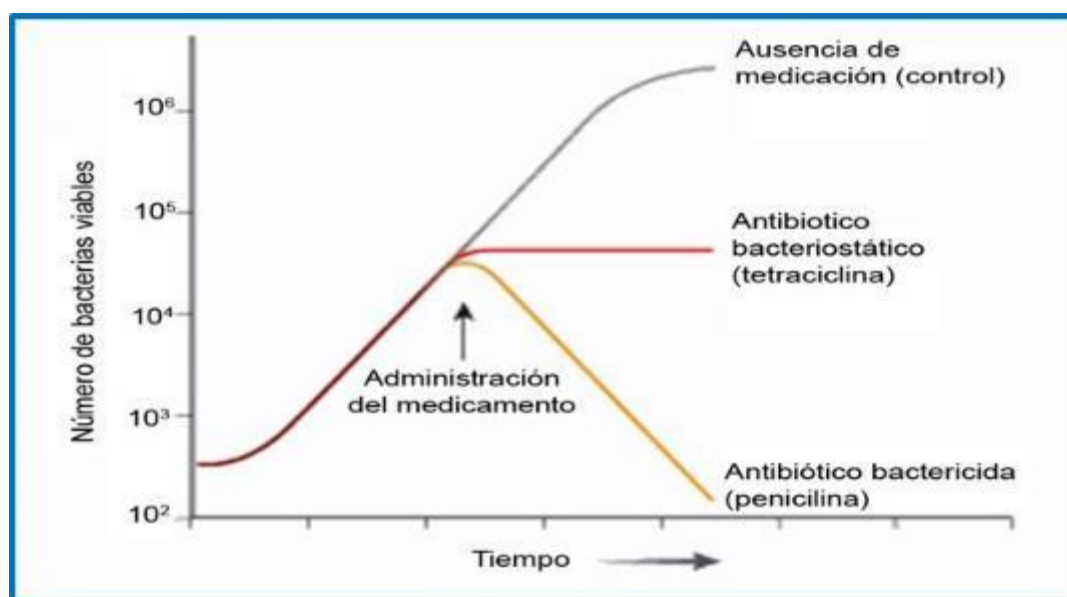 Ausencia de
medicación (control)
10⁶
Número de bacterias viables
10⁵
Antibiotico
bacteriostático
(tetraciclina)
10⁴
Administración
del medicamento
10³
Antibiótico bactericida
(penicilina)
10²
Tiempo